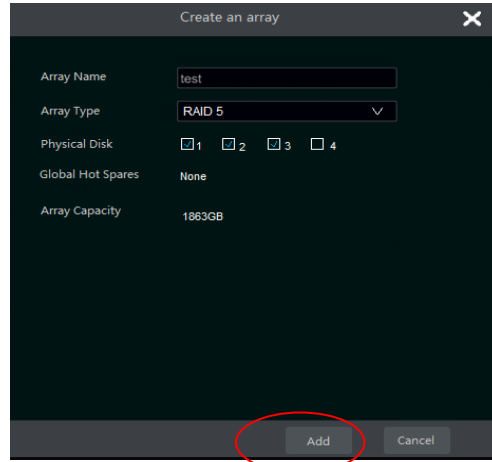 Create an array
Array Name test
Array Type RAID 5
Physical Disk 1 2 3 4
Global Hot Spares None
Array Capacity 1863GB
Add Cancel